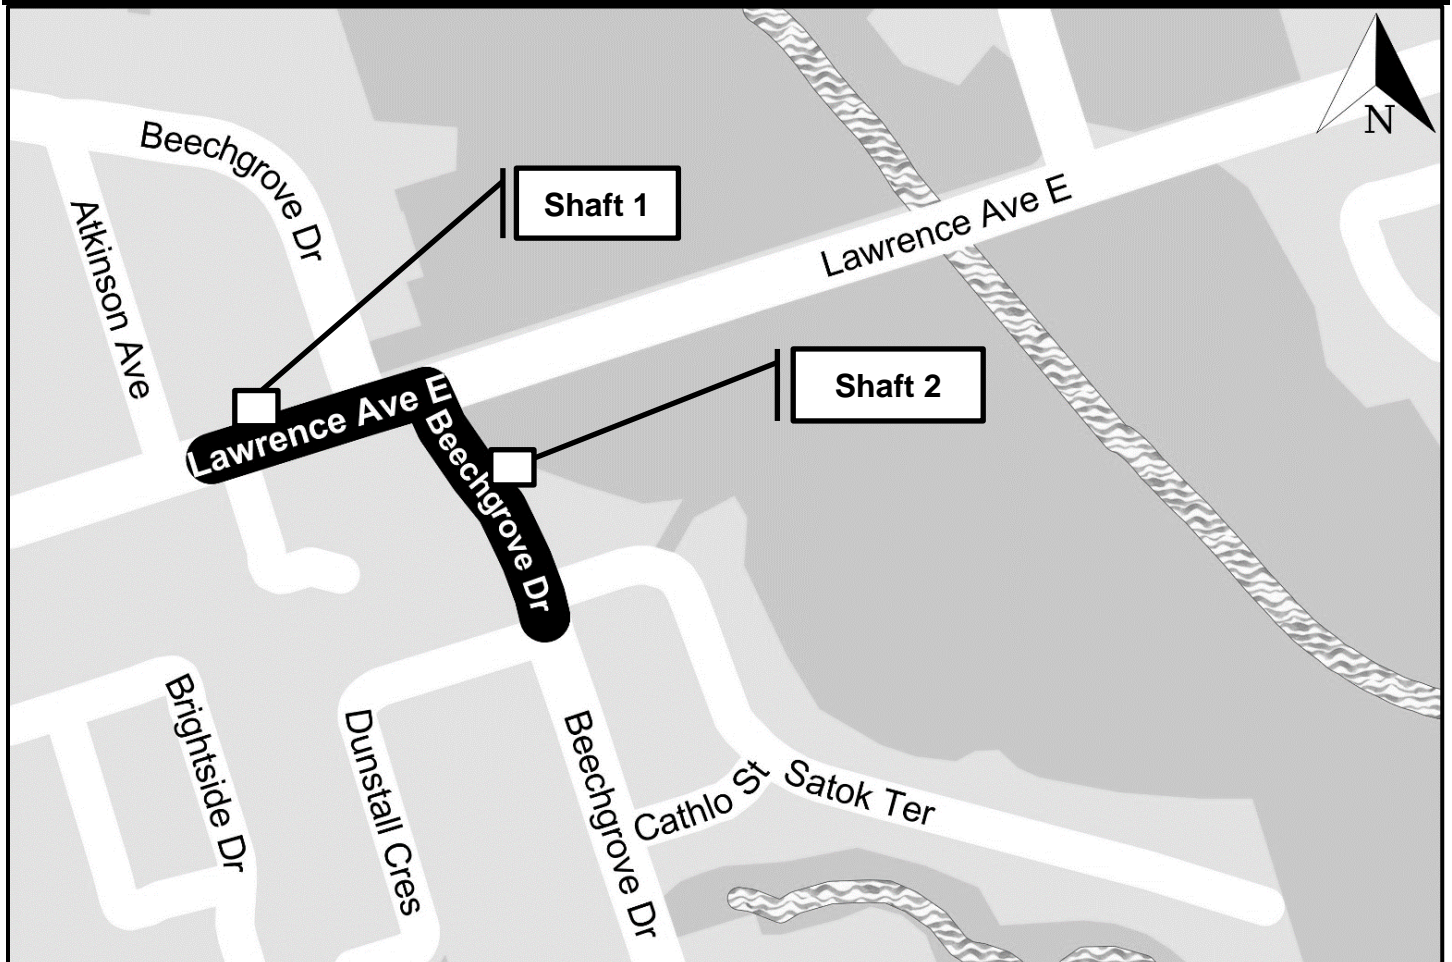 N
Beechgrove Dr
Atkinson Ave
Shaft 1
Lawrence Ave E
Shaft 2
Lawrence Ave E
Beechgrove Dr
Brightside Dr
Dunstall Cres
Beechgrove Dr
Cathlo St
Satok Ter